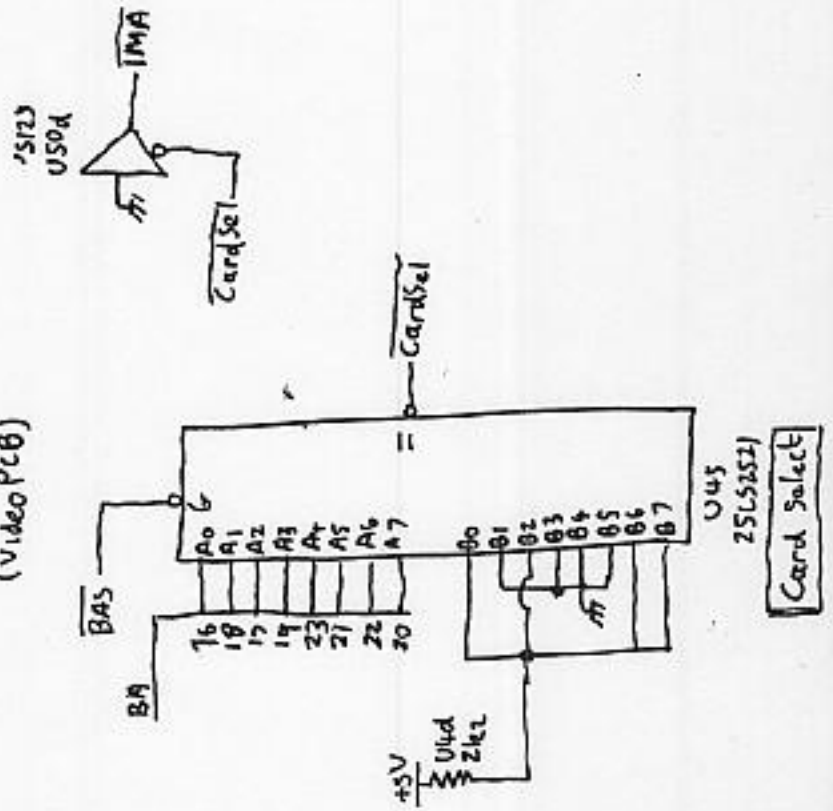 (Video PCB)
'S123
U50d
IMA
CardSel
BAS
BA
G
16 A0
18 A1
17 A2
19 A3
23 A4
21 A5
22 A6
20 A7
=
CardSel
B0
B1
B2
B3
B4
B5
B6
B7
+5V
U4d
2k2
U45
25LS2521
Card Select